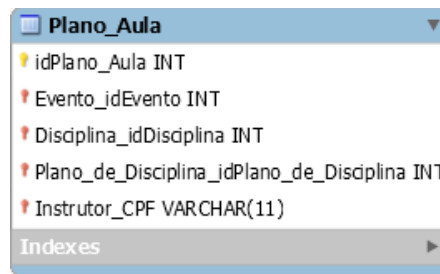 Plano_Aula
idPlano_Aula INT
Evento_idEvento INT
Disciplina_idDisciplina INT
Plano_de_Disciplina_idPlano_de_Disciplina INT
Instrutor_CPF VARCHAR(11)
Indexes